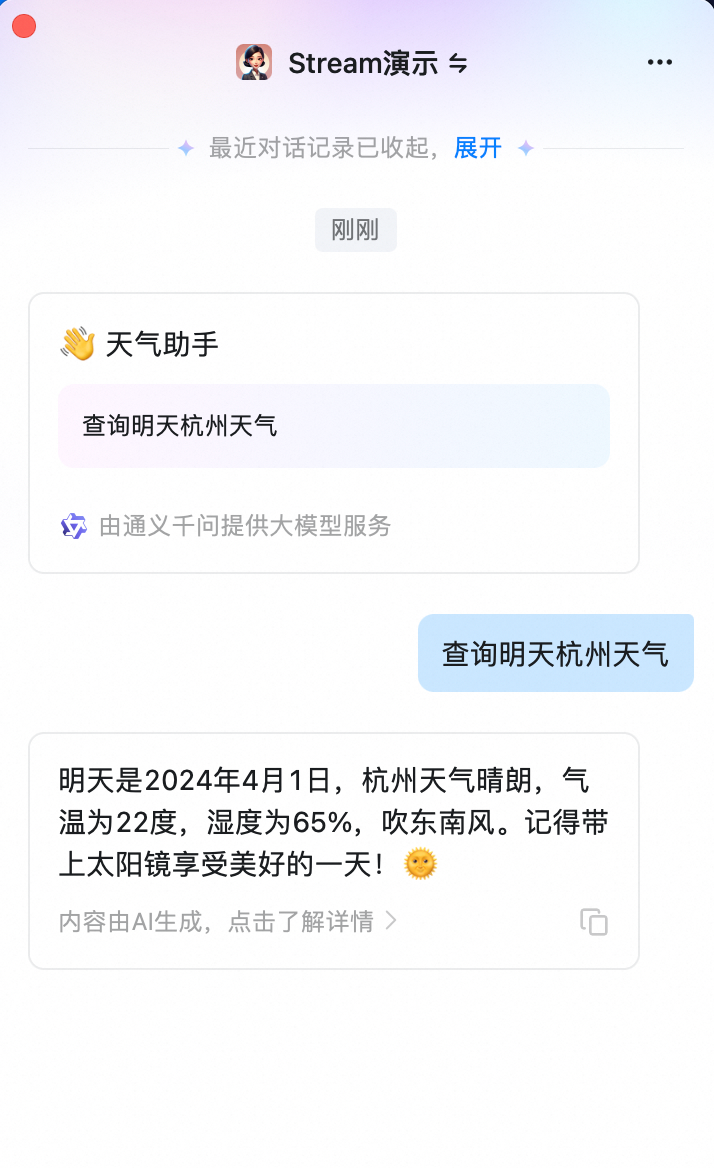 Stream演示
最近对话记录已收起，展开
刚刚
👋 天气助手
查询明天杭州天气
由通义千问提供大模型服务
查询明天杭州天气
明天是2024年4月1日，杭州天气晴朗，气
温为22度，湿度为65%，吹东南风。记得带
上太阳镜享受美好的一天！🌞
内容由AI生成，点击了解详情 >